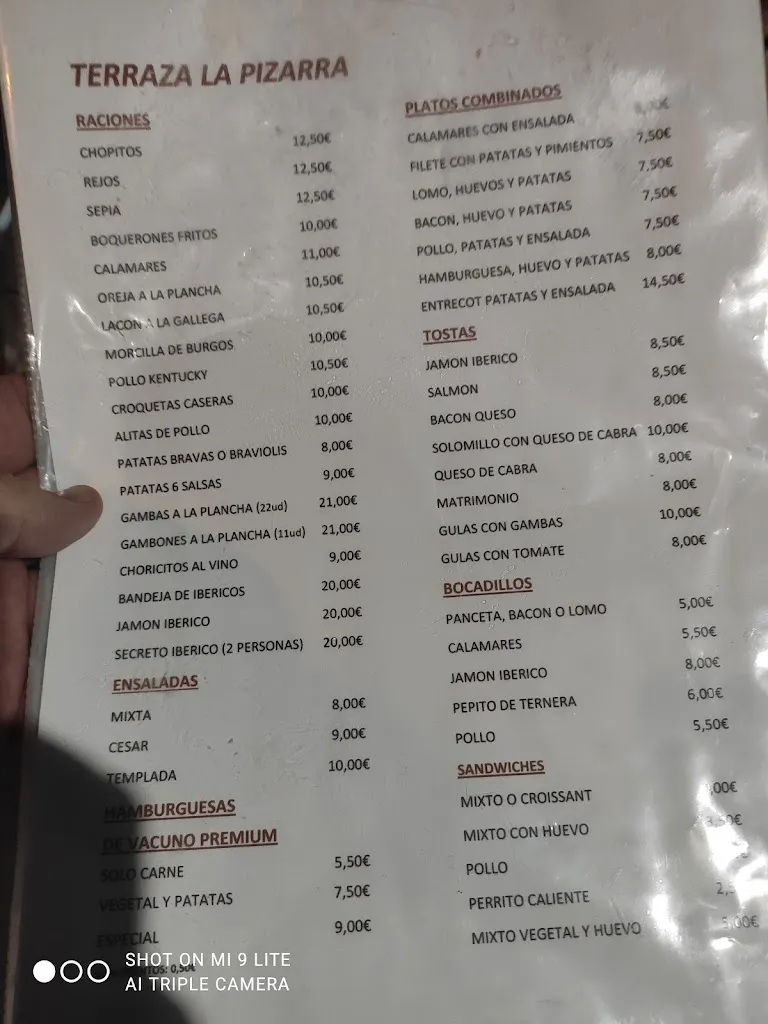 TERRAZA LA PIZARRA
RACIONES
CHOPITOS 12,50€
REJOS 12,50€
SEPIA 12,50€
BOQUERONES FRITOS 10,00€
CALAMARES 11,00€
OREJA A LA PLANCHA 10,50€
LACON A LA GALLEGA 10,50€
MORCILLA DE BURGOS 10,00€
POLLO KENTUCKY 10,50€
CROQUETAS CASERAS 10,00€
ALITAS DE POLLO 10,00€
PATATAS BRAVAS O BRAVIOLIS 8,00€
PATATAS 6 SALSAS 9,00€
GAMBAS A LA PLANCHA (22ud) 21,00€
GAMBONES A LA PLANCHA (11ud) 21,00€
CHORICITOS AL VINO 9,00€
BANDEJA DE IBERICOS 20,00€
JAMON IBERICO 20,00€
SECRETO IBERICO (2 PERSONAS) 20,00€
ENSALADAS
MIXTA 8,00€
CESAR 9,00€
TEMPLADA 10,00€
HAMBURGUESAS
DE VACUNO PREMIUM
SOLO CARNE 5,50€
VEGETAL Y PATATAS 7,50€
ESPECIAL 9,00€
0,50€
PLATOS COMBINADOS
CALAMARES CON ENSALADA
FILETE CON PATATAS Y PIMIENTOS 7,50€
LOMO, HUEVOS Y PATATAS 7,50€
BACON, HUEVO Y PATATAS 7,50€
POLLO, PATATAS Y ENSALADA 7,50€
HAMBURGUESA, HUEVO Y PATATAS 8,00€
ENTRECOT PATATAS Y ENSALADA 14,50€
TOSTAS
JAMON IBERICO 8,50€
SALMON 8,50€
BACON QUESO 8,00€
SOLOMILLO CON QUESO DE CABRA 10,00€
QUESO DE CABRA 8,00€
MATRIMONIO 8,00€
GULAS CON GAMBAS 10,00€
GULAS CON TOMATE 8,00€
BOCADILLOS
PANCETA, BACON O LOMO 5,00€
CALAMARES 5,50€
JAMON IBERICO 8,00€
PEPITO DE TERNERA 6,00€
POLLO 5,50€
SANDWICHES
MIXTO O CROISSANT
MIXTO CON HUEVO 3,50€
POLLO
PERRITO CALIENTE
MIXTO VEGETAL Y HUEVO 5,00€
SHOT ON MI 9 LITE
AI TRIPLE CAMERA